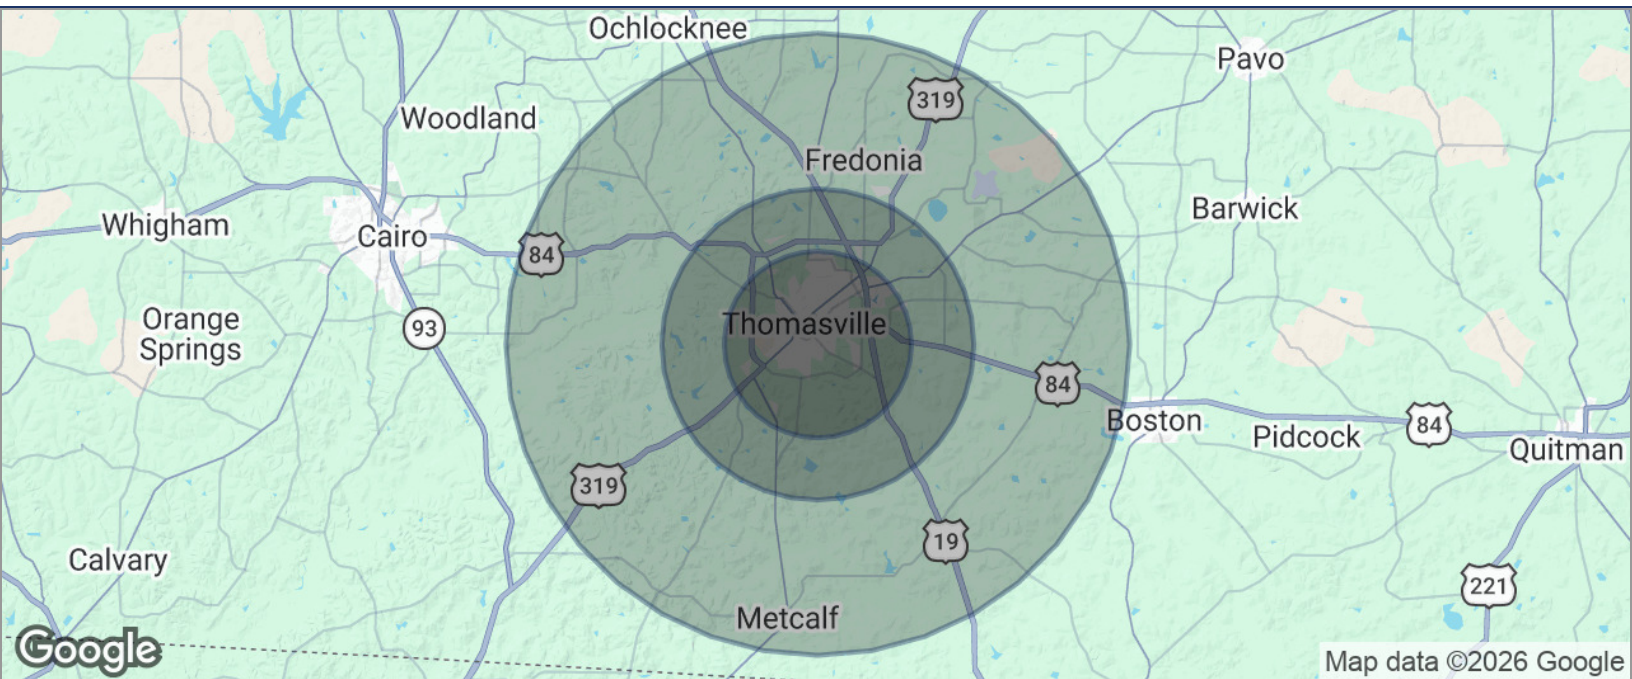 Ochlocknee
Pavo
319
Woodland
Fredonia
Whigham
Cairo
Barwick
84
Orange
Springs
93
Thomasville
84
Boston
Pidcock
84
Quitman
319
19
Calvary
221
Metcalf
Google
Map data ©2026 Google